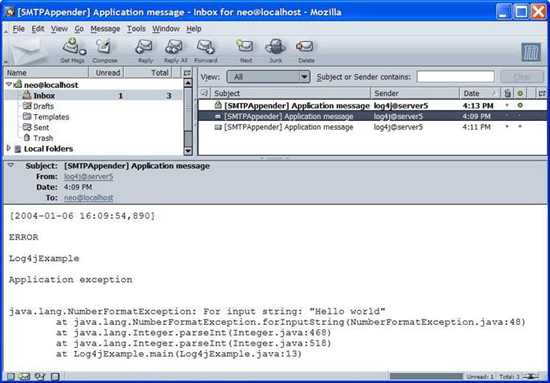 [SMTPAppender] Application message - Inbox for neo@localhost - Mozilla
File Edit View Go Message Tools Window Help
Get Msgs Compose Reply Reply All Forward Next Junk Delete
Name Unread Total
neo@localhost
Inbox 1 3
Drafts
Templates
Sent
Trash
Local Folders
View: All Subject or Sender contains: Clear
Subject Sender Date
[SMTPAppender] Application message log4j@server5 4:13 PM
[SMTPAppender] Application message log4j@server5 4:09 PM
[SMTPAppender] Application message log4j@server5 4:11 PM
Subject: [SMTPAppender] Application message
From: log4j@server5
Date: 4:09 PM
To: neo@localhost
[2004-01-06 16:09:54,890]
ERROR
Log4jExample
Application exception
java.lang.NumberFormatException: For input string: "Hello world"
at java.lang.NumberFormatException.forInputString(NumberFormatException.java:48)
at java.lang.Integer.parseInt(Integer.java:468)
at java.lang.Integer.parseInt(Integer.java:518)
at Log4jExample.main(Log4jExample.java:13)
Unread: 1 Total: 3